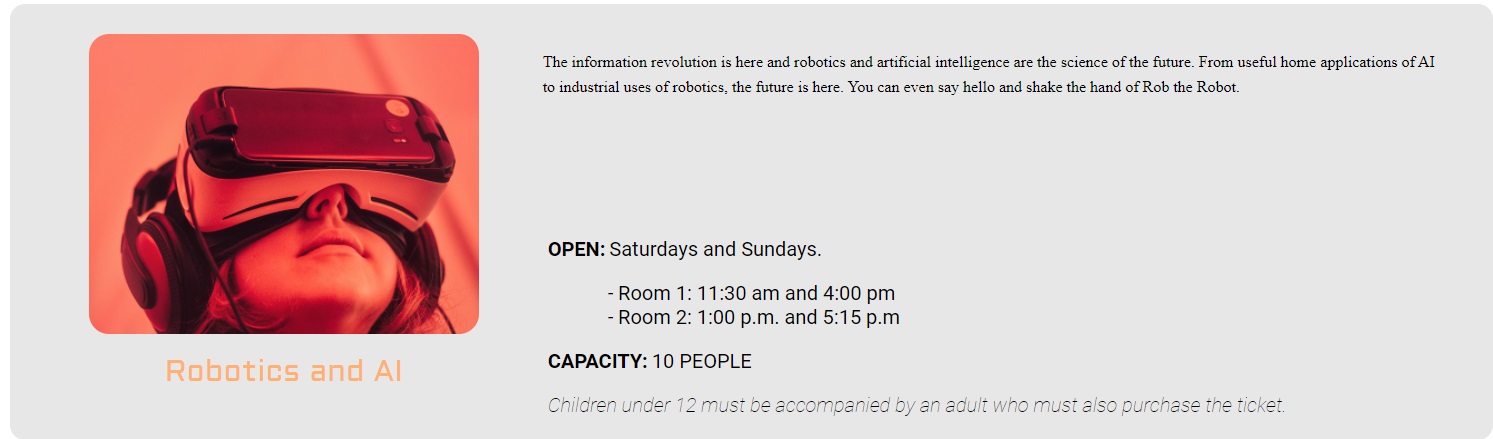 The information revolution is here and robotics and artificial intelligence are the science of the future. From useful home applications of AI
to industrial uses of robotics, the future is here. You can even say hello and shake the hand of Rob the Robot.
OPEN: Saturdays and Sundays.
- Room 1: 11:30 am and 4:00 pm
- Room 2: 1:00 p.m. and 5:15 p.m
CAPACITY: 10 PEOPLE
Children under 12 must be accompanied by an adult who must also purchase the ticket.
Robotics and AI